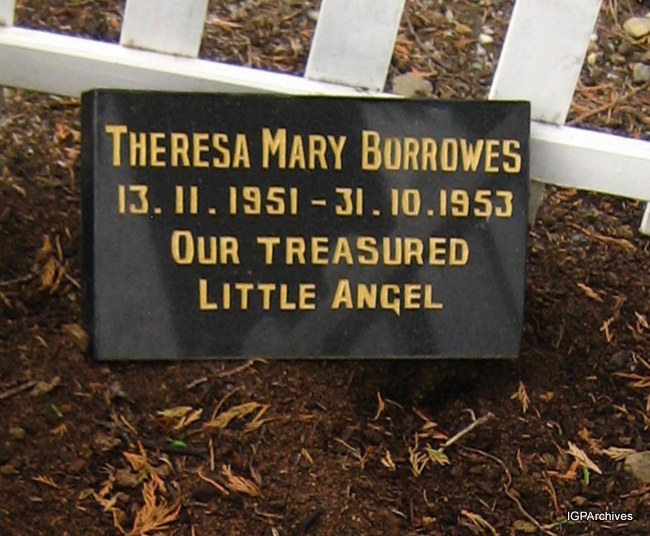 THERESA MARY BORROWES
13. 11. 1951 - 31. 10. 1953
OUR TREASURED
LITTLE ANGEL
IGPArchives